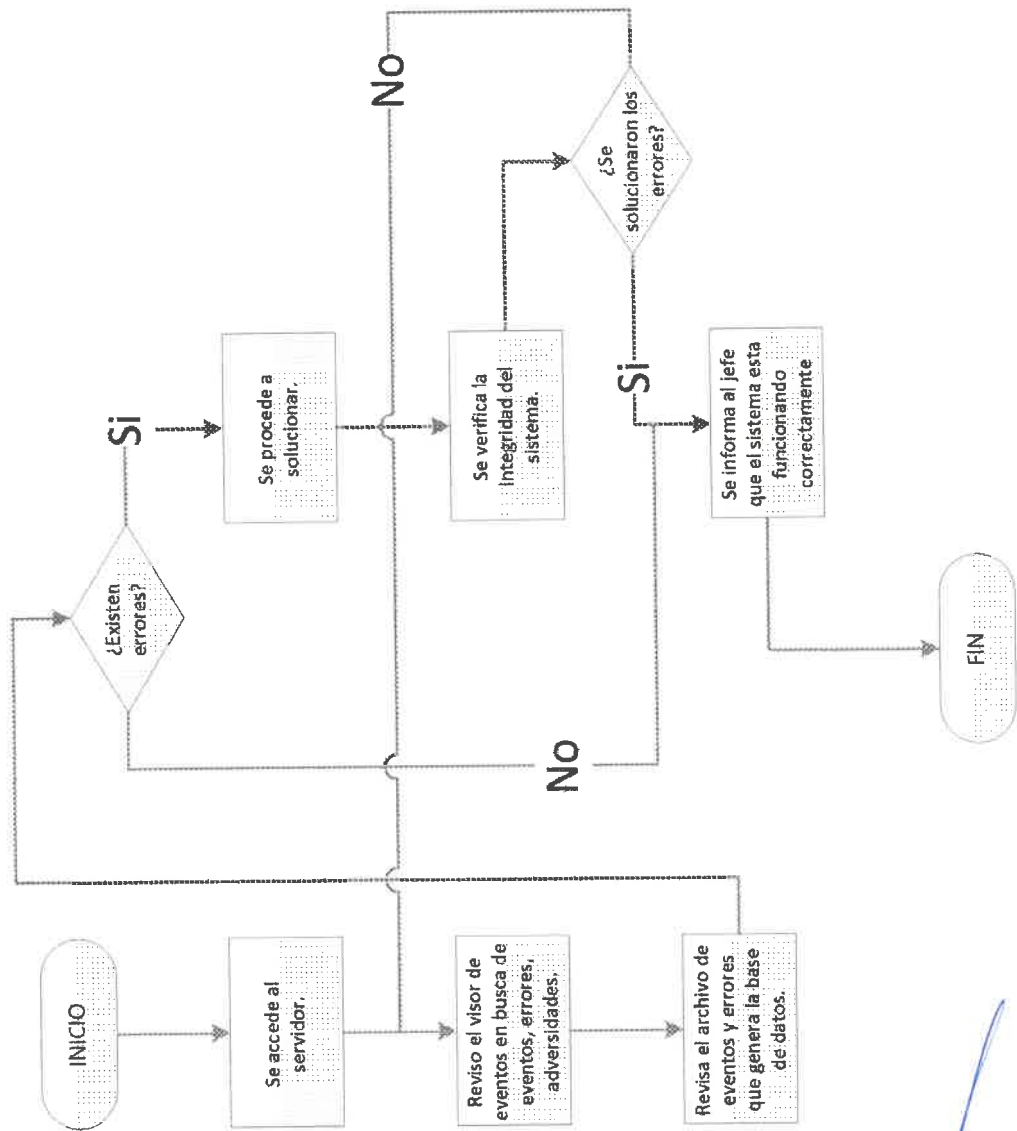 INICIO
Se accede al
servidor.
Reviso el visor de
eventos en busca de
eventos, errores,
adversidades.
Revisa el archivo de
eventos y errores
que genera la base
de datos.
¿Existen
errores?
Si
No
Se procede a
solucionar.
Se verifica la
Integridad del
sistema.
¿Se
solucionaron los
errores?
No
Si
Se informa al jefe
que el sistema esta
funcionando
correctamente
FIN